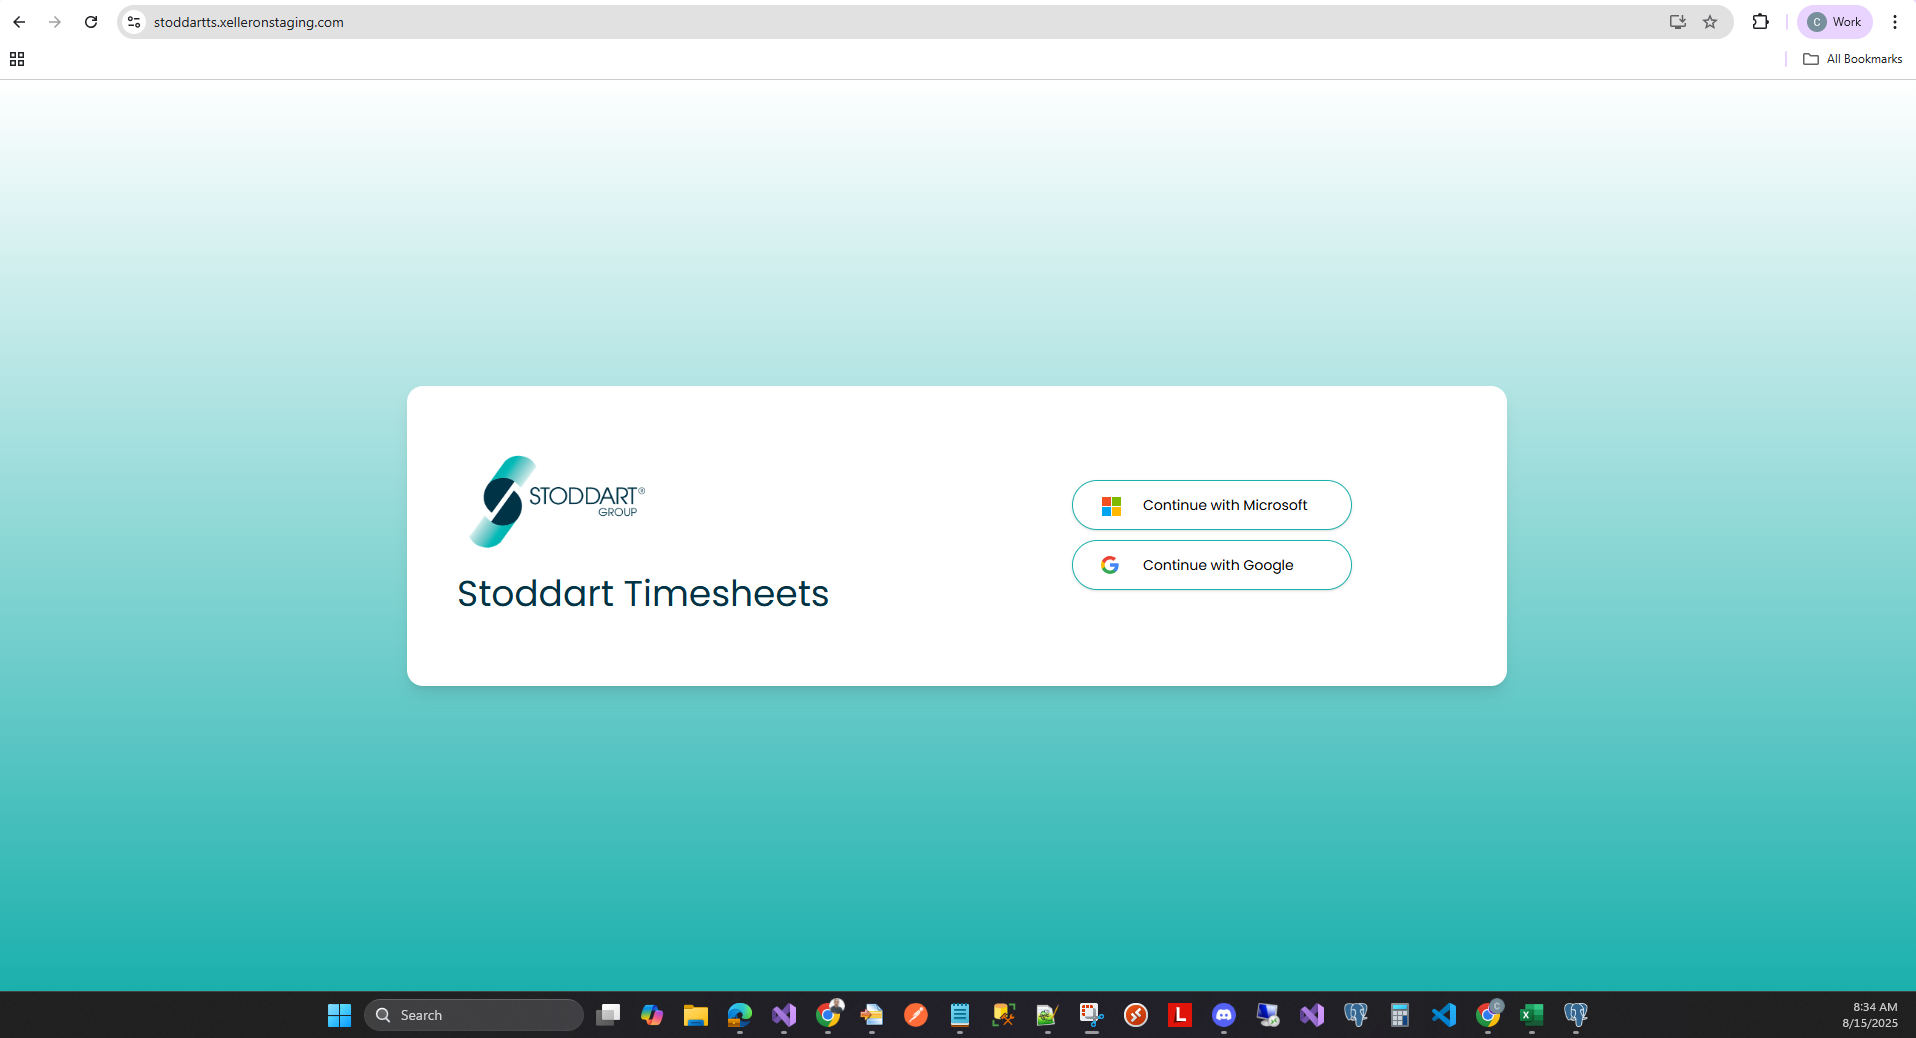 stoddartts.xelleronstaging.com
C Work
All Bookmarks
STODDART®
GROUP
Stoddart Timesheets
Continue with Microsoft
Continue with Google
Search
L
C
8:34 AM
8/15/2025